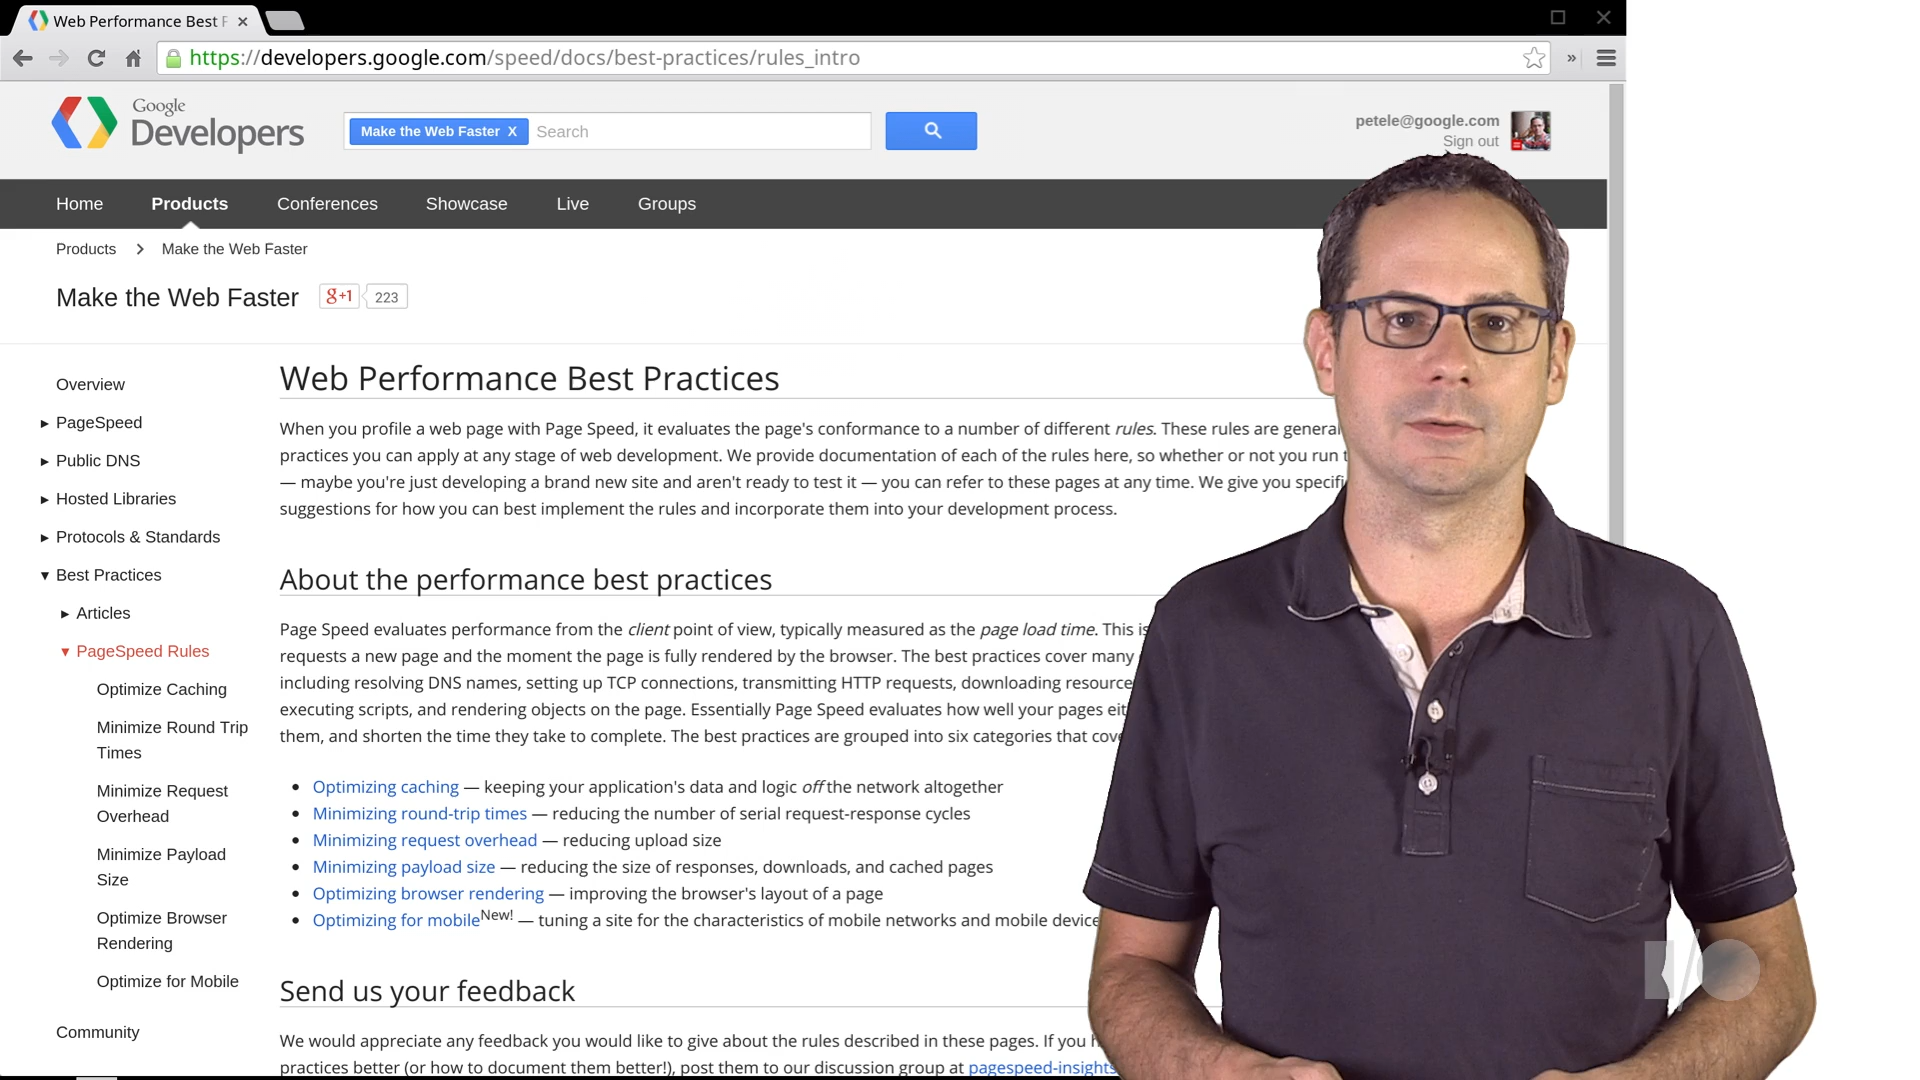 Web Performance Best
https://developers.google.com/speed/docs/best-practices/rules_intro
Google
Developers
Make the Web Faster X Search
petele@google.com
Sign out
Home Products Conferences Showcase Live Groups
Products > Make the Web Faster
Make the Web Faster g+1 223
Overview
PageSpeed
Public DNS
Hosted Libraries
Protocols & Standards
Best Practices
Articles
PageSpeed Rules
Optimize Caching
Minimize Round Trip
Times
Minimize Request
Overhead
Minimize Payload
Size
Optimize Browser
Rendering
Optimize for Mobile
Community
Web Performance Best Practices
When you profile a web page with Page Speed, it evaluates the page's conformance to a number of different rules. These rules are general
practices you can apply at any stage of web development. We provide documentation of each of the rules here, so whether or not you run
— maybe you're just developing a brand new site and aren't ready to test it — you can refer to these pages at any time. We give you
suggestions for how you can best implement the rules and incorporate them into your development process.
About the performance best practices
Page Speed evaluates performance from the client point of view, typically measured as the page load time. This is
requests a new page and the moment the page is fully rendered by the browser. The best practices cover many
including resolving DNS names, setting up TCP connections, transmitting HTTP requests, downloading
executing scripts, and rendering objects on the page. Essentially Page Speed evaluates how well your pages
them, and shorten the time they take to complete. The best practices are grouped into six categories that
• Optimizing caching — keeping your application's data and logic off the network altogether
• Minimizing round-trip times — reducing the number of serial request-response cycles
• Minimizing request overhead — reducing upload size
• Minimizing payload size — reducing the size of responses, downloads, and cached pages
• Optimizing browser rendering — improving the browser's layout of a page
• Optimizing for mobile New! — tuning a site for the characteristics of mobile networks and mobile
Send us your feedback
We would appreciate any feedback you would like to give about the rules described in these pages. If you
practices better (or how to document them better!), post them to our discussion group at pagespeed-insights
I/O